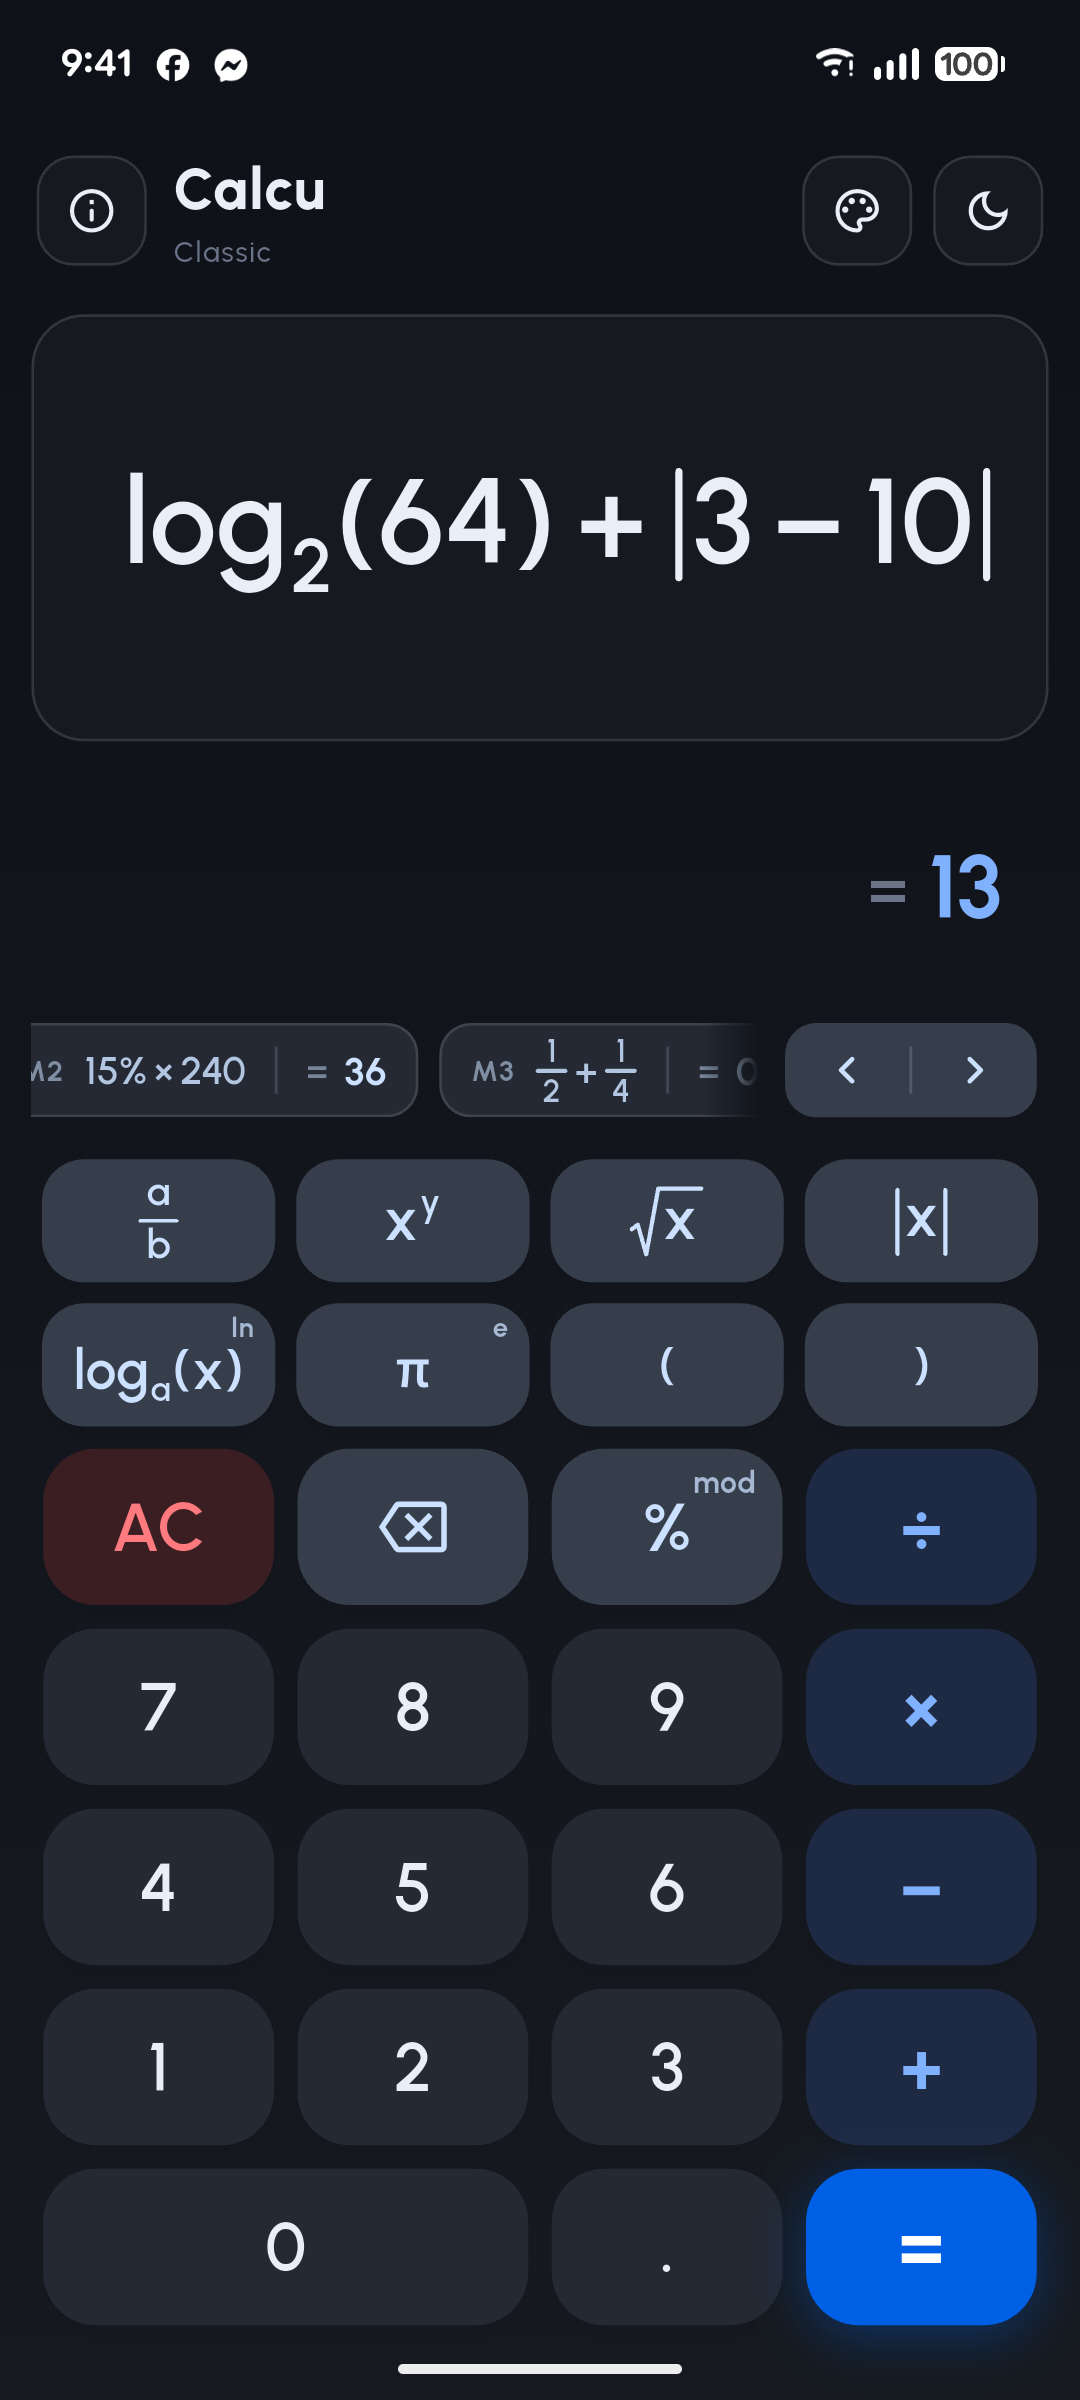 9:41 100
Calcu
Classic
log₂(64) + |3 − 10|
= 13
M2 15% × 240 = 36 M3 1/2 + 1/4 = 0
a/b xʸ √x |x|
logₐ(x) ln π e ( )
AC % mod ÷
7 8 9 ×
4 5 6 −
1 2 3 +
0 . =